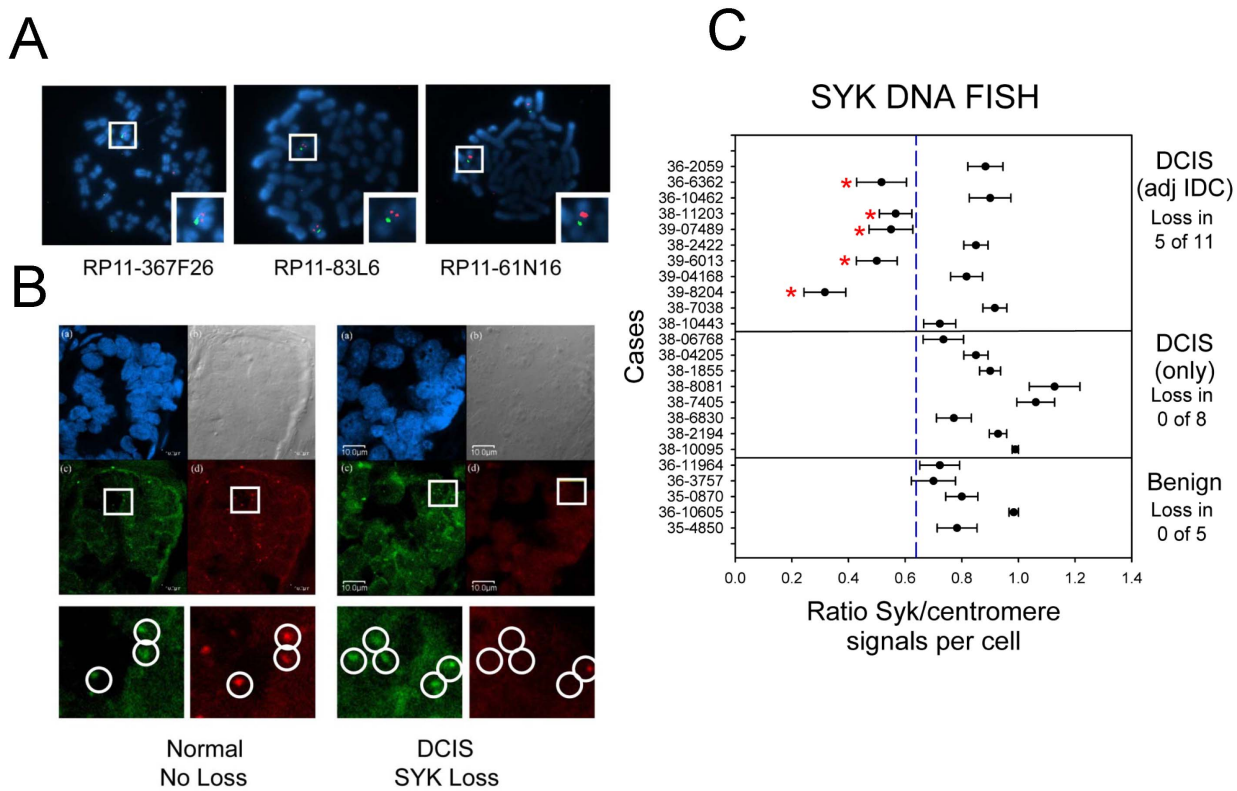 A
RP11-367F26
RP11-83L6
RP11-61N16
B
(a)
(b)
(c)
(d)
(a)
(b)
10.0µm
10.0µm
(c)
(d)
10.0µm
10.0µm
Normal
No Loss
DCIS
SYK Loss
C
SYK DNA FISH
Cases
36-2059
36-6362
*
36-10462
38-11203
*
39-07489
*
38-2422
39-6013
*
39-04168
39-8204
*
38-7038
38-10443
38-06768
38-04205
38-1855
38-8081
38-7405
38-6830
38-2194
38-10095
36-11964
36-3757
35-0870
36-10605
35-4850
DCIS
(adj IDC)
Loss in
5 of 11
DCIS
(only)
Loss in
0 of 8
Benign
Loss in
0 of 5
0.0 0.2 0.4 0.6 0.8 1.0 1.2 1.4
Ratio Syk/centromere
signals per cell